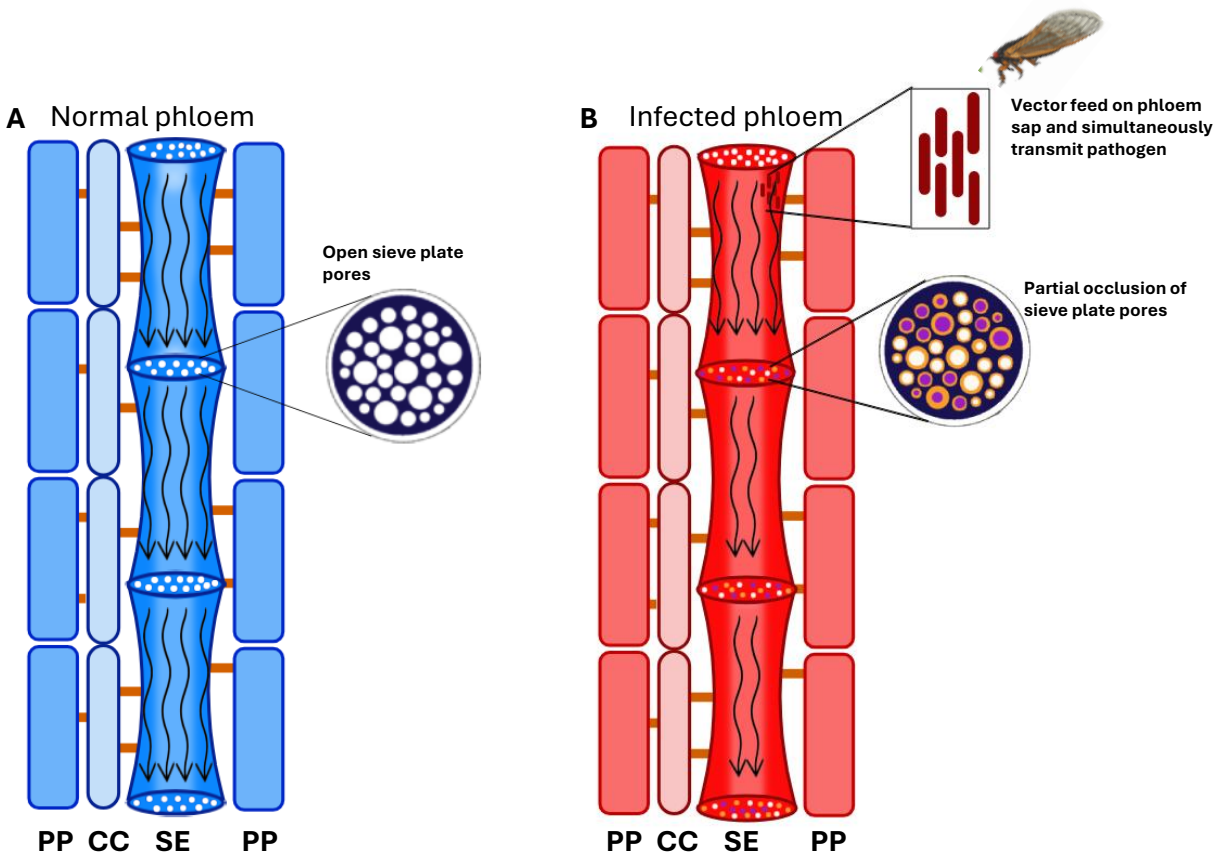 A Normal phloem
Open sieve plate
pores
PP CC SE PP
B Infected phloem
Vector feed on phloem
sap and simultaneously
transmit pathogen
Partial occlusion of
sieve plate pores
PP CC SE PP